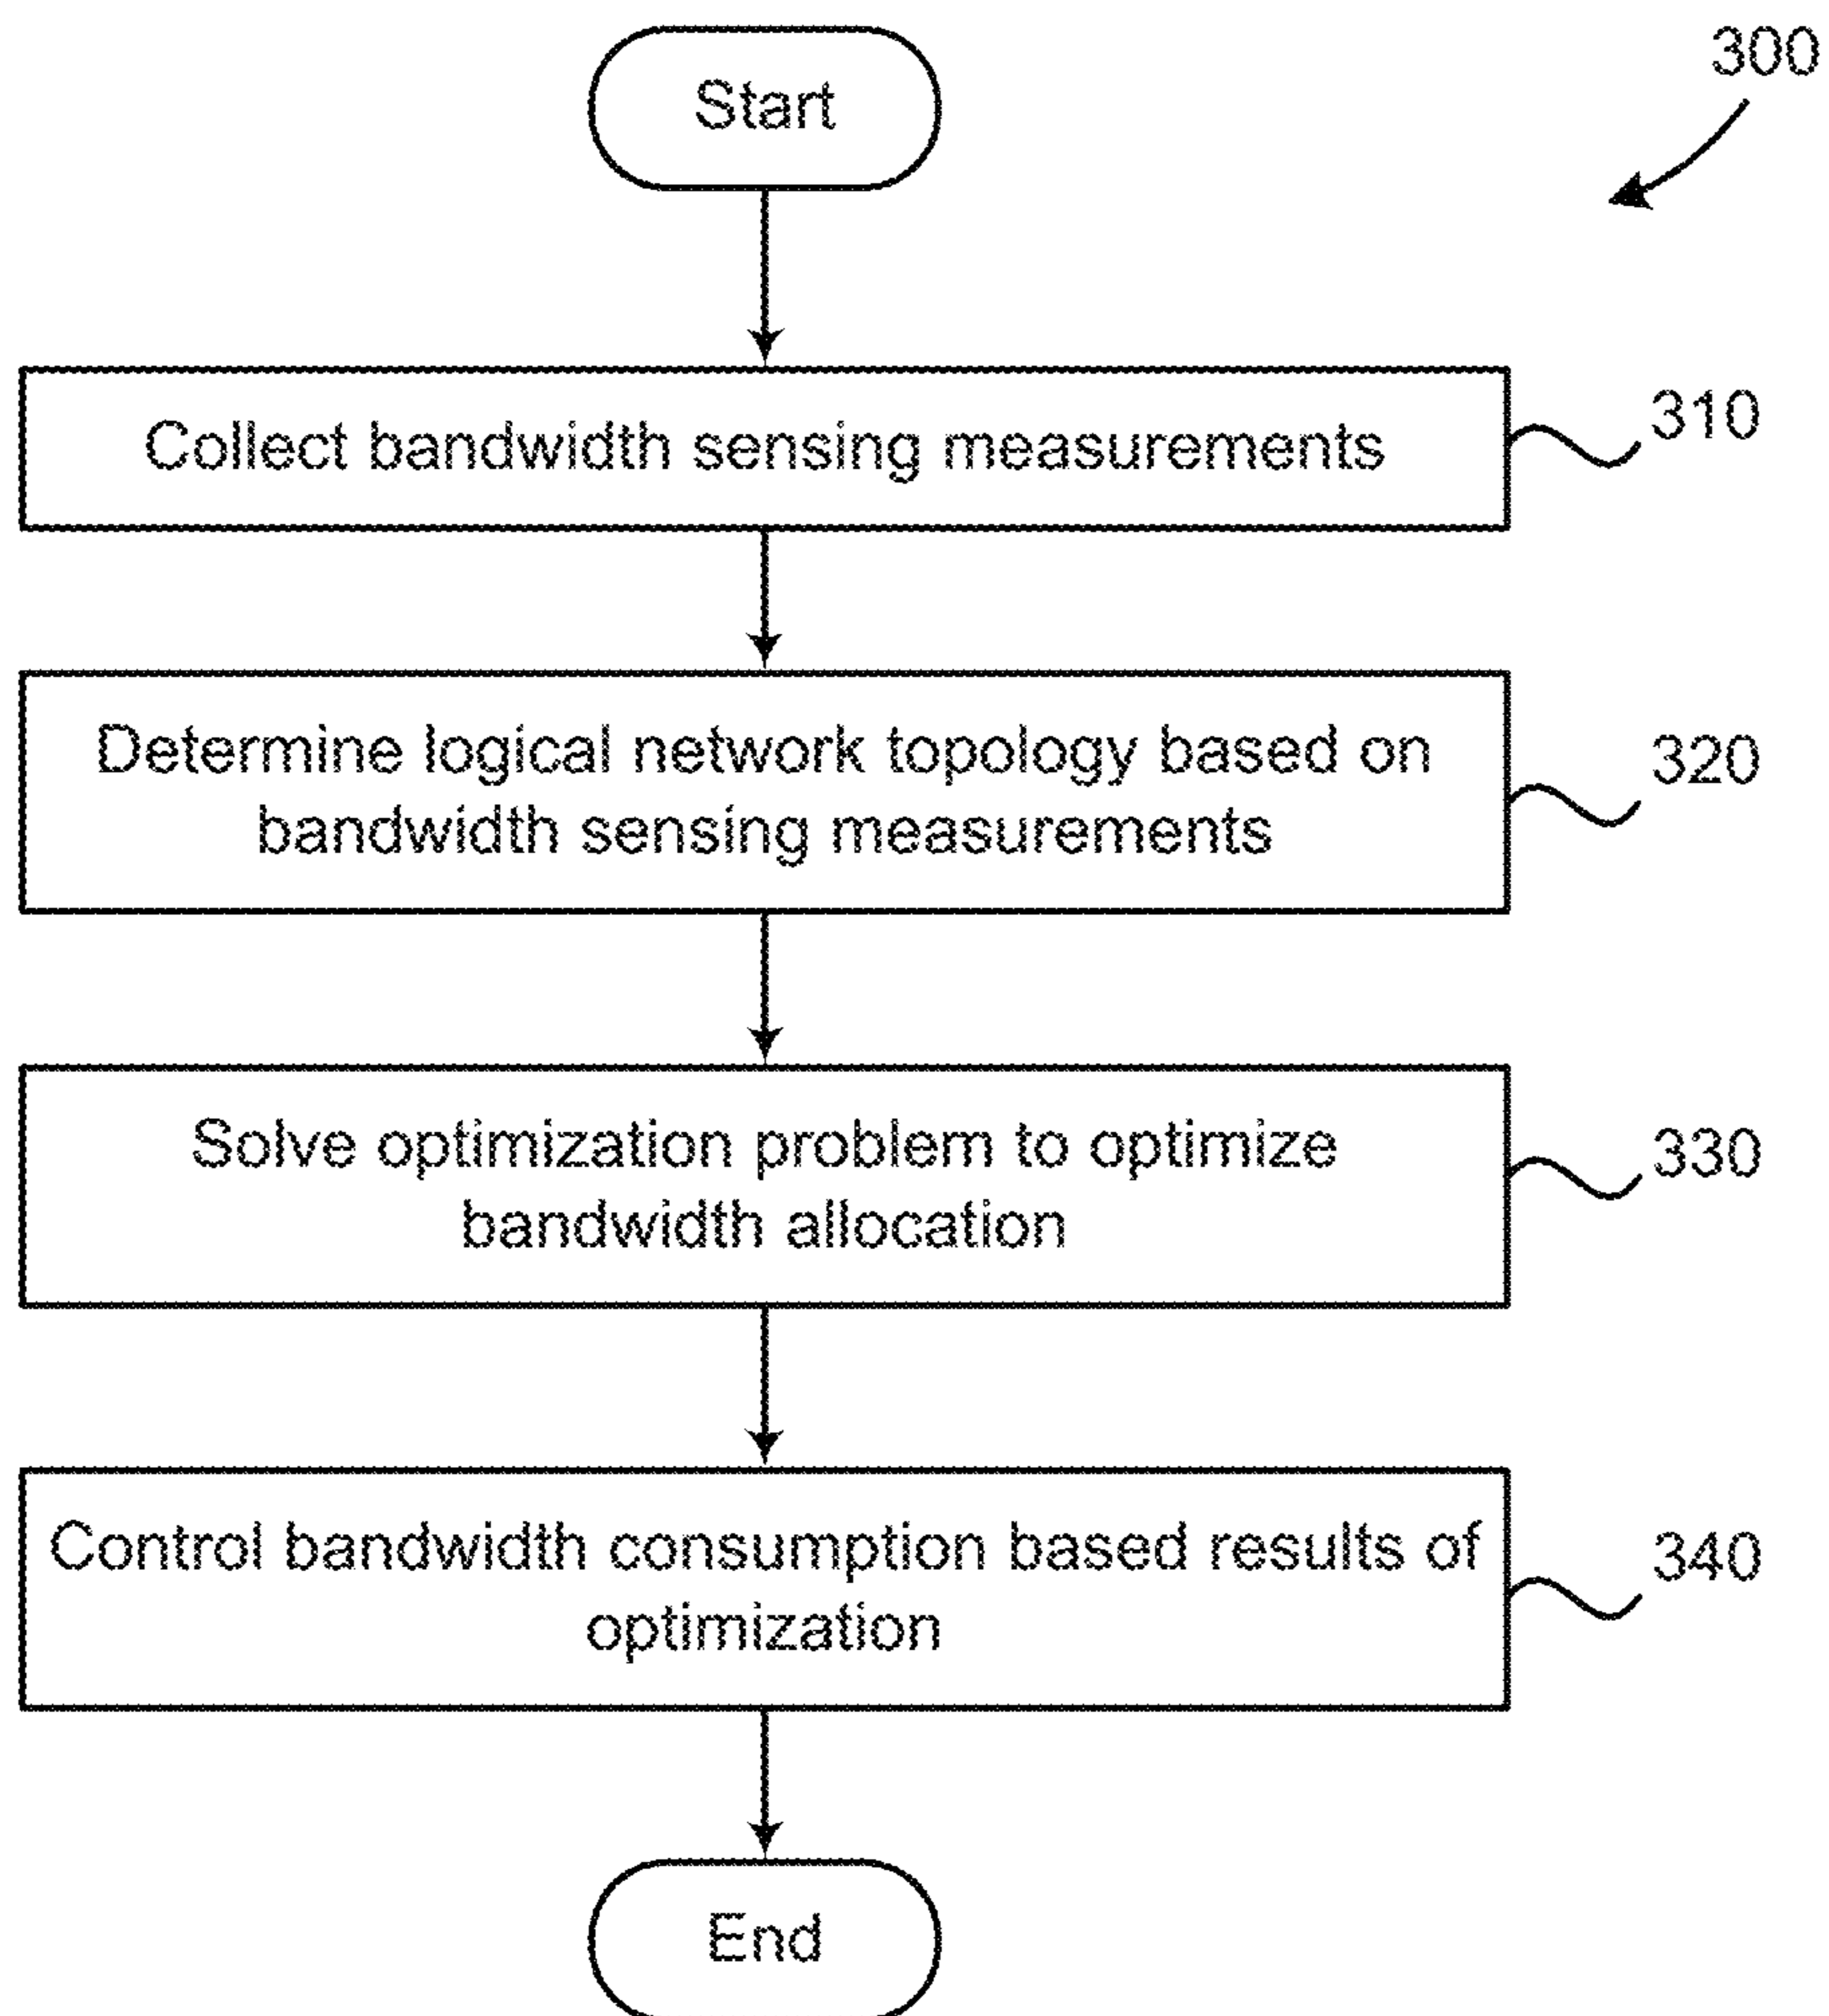 Start
300
Collect bandwidth sensing measurements
310
Determine logical network topology based on
bandwidth sensing measurements
320
Solve optimization problem to optimize
bandwidth allocation
330
Control bandwidth consumption based results of
optimization
340
End